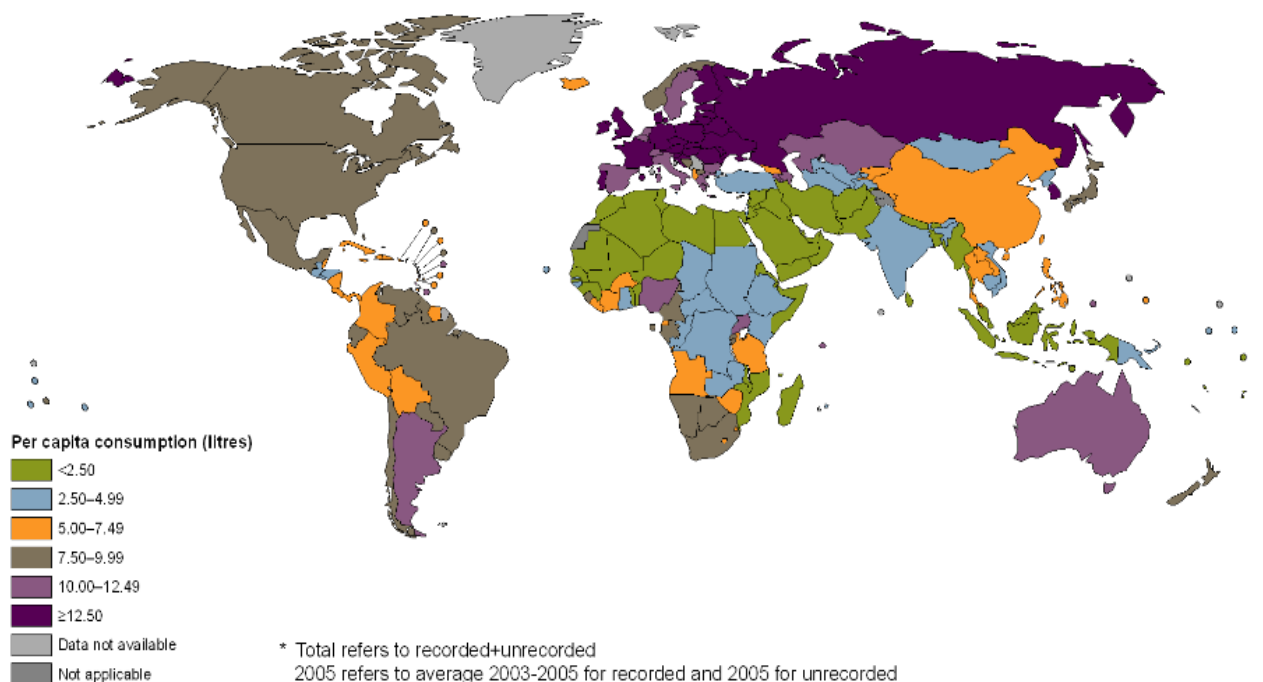 Per capita consumption (litres)
<2.50
2.50–4.99
5.00–7.49
7.50–9.99
10.00–12.49
≥12.50
Data not available
Not applicable
* Total refers to recorded+unrecorded
2005 refers to average 2003-2005 for recorded and 2005 for unrecorded